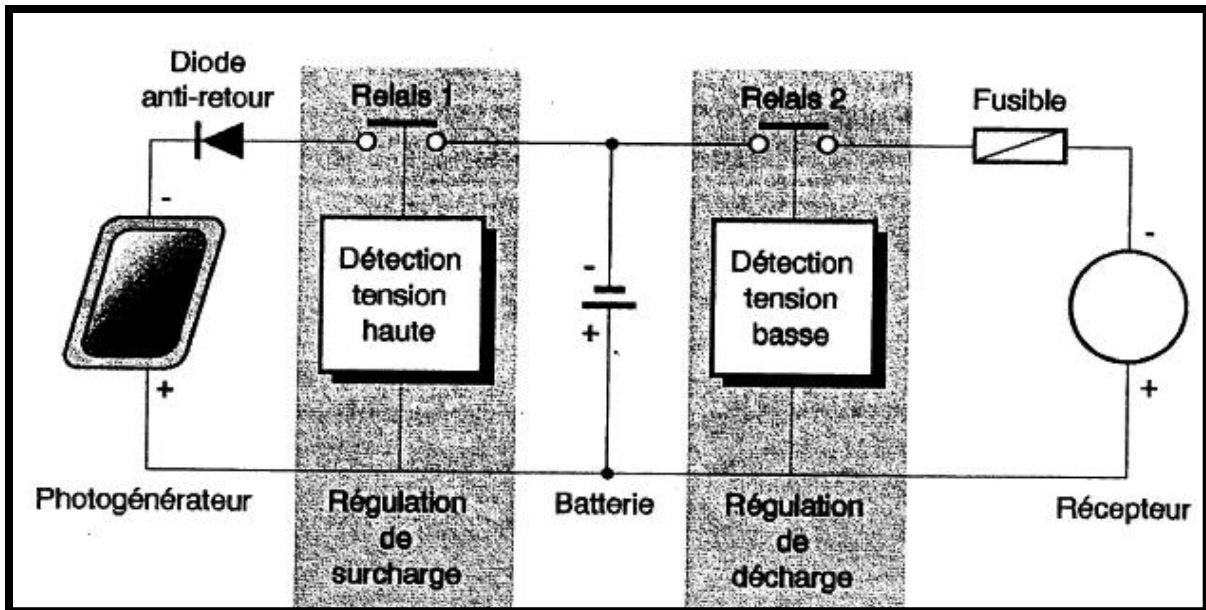 Diode
anti-retour
Relais 1
Relais 2
Fusible
-
-
-
+
+
+
Détection
tension
haute
Détection
tension
basse
Photogénérateur
Régulation
de
surcharge
Batterie
Régulation
de
décharge
Récepteur